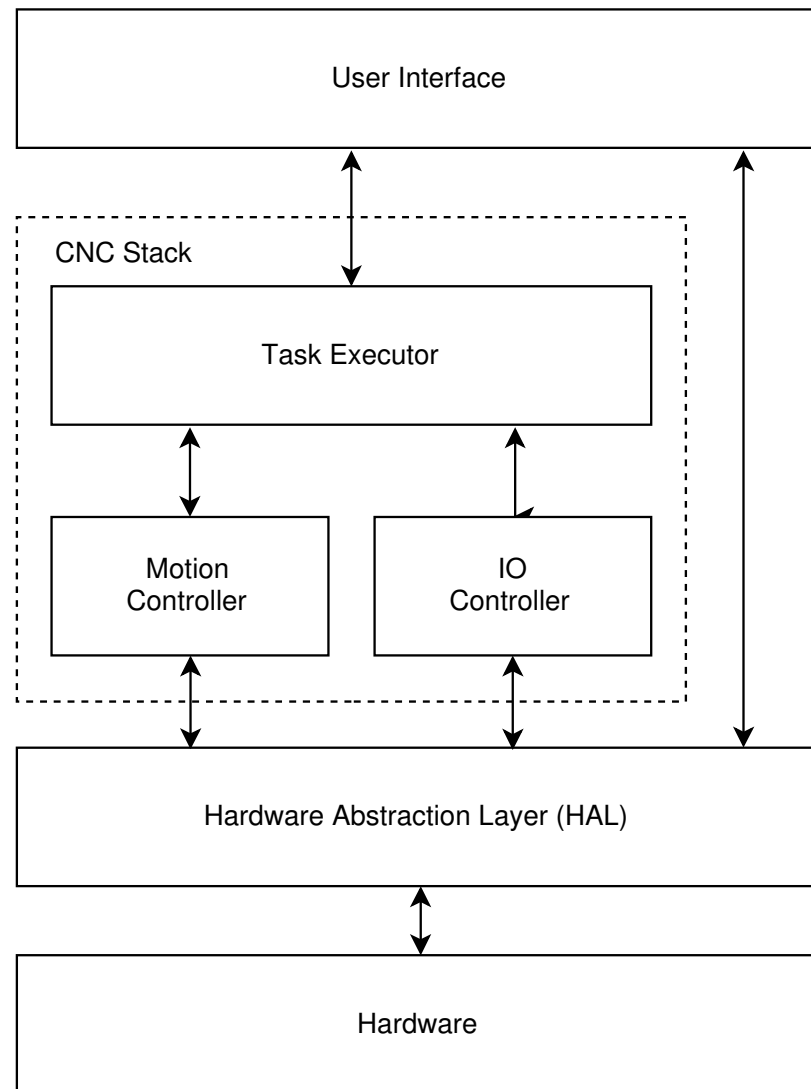 User Interface
CNC Stack
Task Executor
Motion
Controller
IO
Controller
Hardware Abstraction Layer (HAL)
Hardware